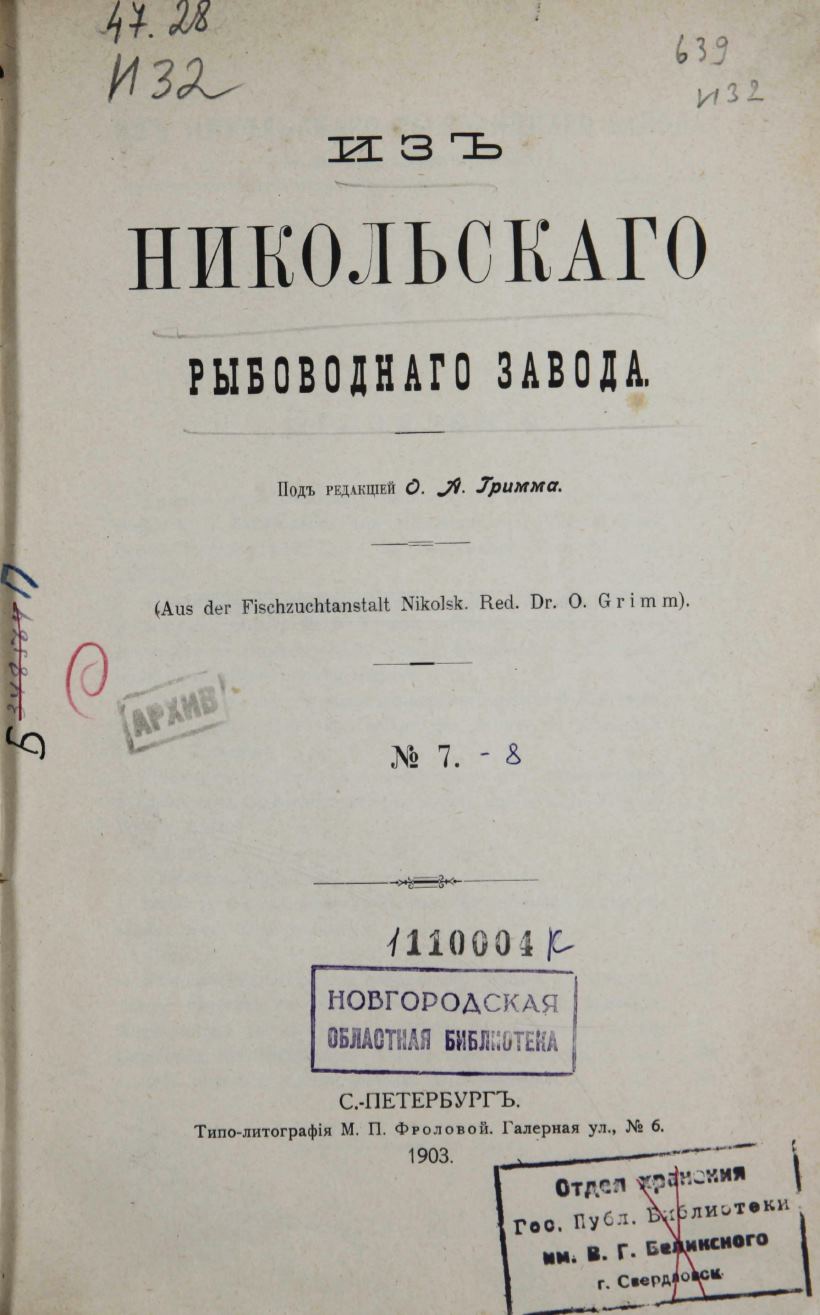 47.28
И32
639
И32
ИЗЪ
НИКОЛЬСКАГО
РЫБОВОДНАГО ЗАВОДА.
Подъ редакціей О. А. Гримма.
(Aus der Fischzuchtanstalt Nikolsk. Red. Dr. O. Grimm).
АРХИВ
№ 7. - 8
1110004 к
НОВГОРОДСКАЯ
ОБЛАСТНАЯ БИБЛИОТЕКА
С.-ПЕТЕРБУРГЪ.
Типо-литографія М. П. Фроловой. Галерная ул., № 6.
1903.
Отдел хранения
Гос. Публ. Библиотеки
им. В. Г. Белинского
г. Свердловск